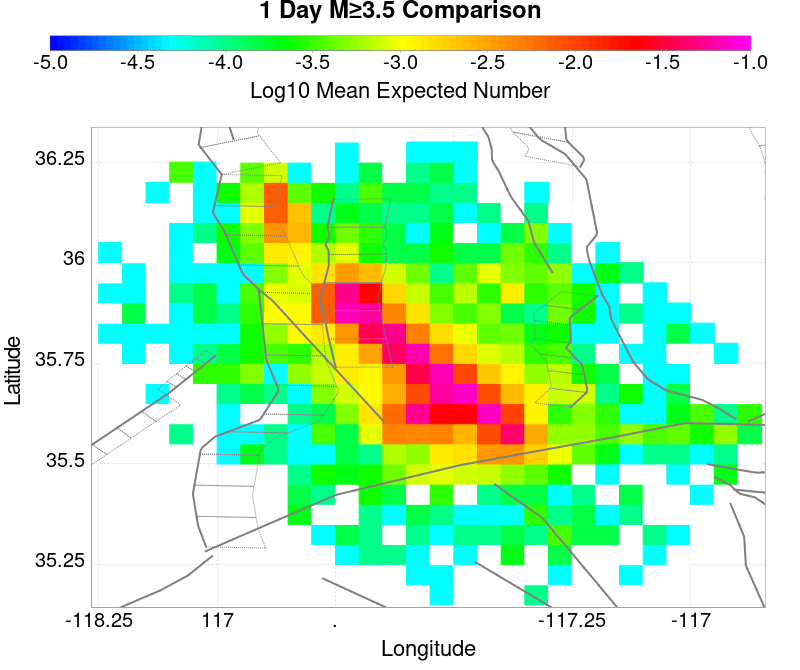 1 Day M≥3.5 Comparison
-5.0 -4.5 -4.0 -3.5 -3.0 -2.5 -2.0 -1.5 -1.0
Log10 Mean Expected Number
36.25
36
35.75
35.5
35.25
Latitude
-118.25 117 . -117.25 -117
Longitude